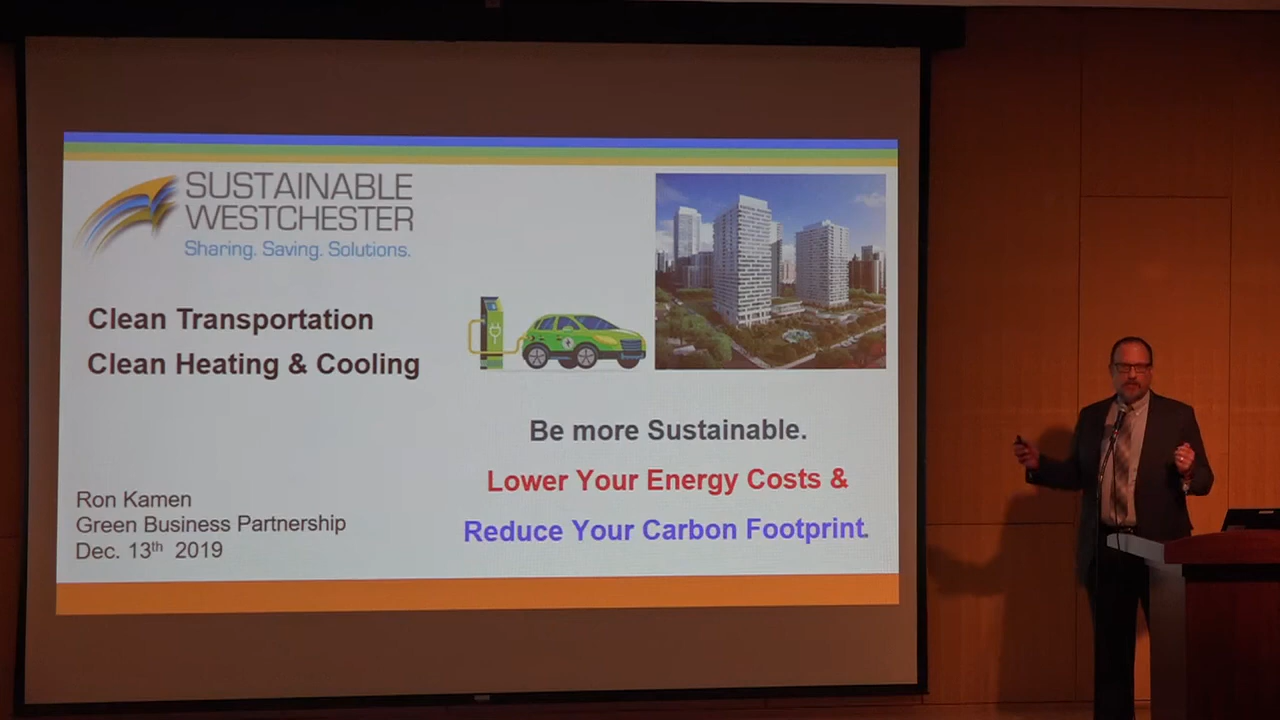 SUSTAINABLE
WESTCHESTER
Sharing. Saving. Solutions.
Clean Transportation
Clean Heating & Cooling
Be more Sustainable.
Lower Your Energy Costs &
Reduce Your Carbon Footprint.
Ron Kamen
Green Business Partnership
Dec. 13th 2019